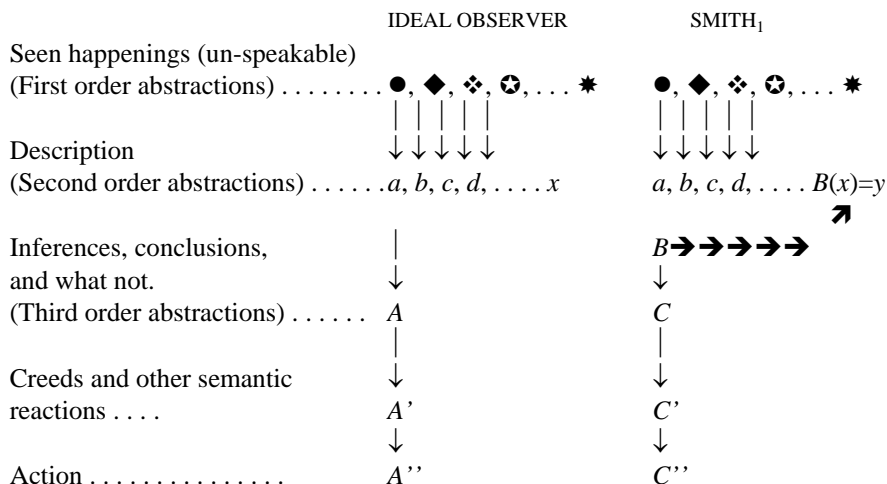 IDEAL OBSERVER SMITH₁
Seen happenings (un-speakable)
(First order abstractions) . . . . . . . . ●, ◆, ❖, ✪, . . . ✸ ●, ◆, ❖, ✪, . . . ✸
| | | | | | | | | |
Description ↓ ↓ ↓ ↓ ↓ ↓ ↓ ↓ ↓ ↓
(Second order abstractions) . . . . . .a, b, c, d, . . . . x a, b, c, d, . . . . B(x)=y
➚
Inferences, conclusions, | B➔➔➔➔➔
and what not. ↓ ↓
(Third order abstractions) . . . . . . A C
| |
Creeds and other semantic ↓ ↓
reactions . . . . A’ C’
↓ ↓
Action . . . . . . . . . . . . . . . A’’ C’’